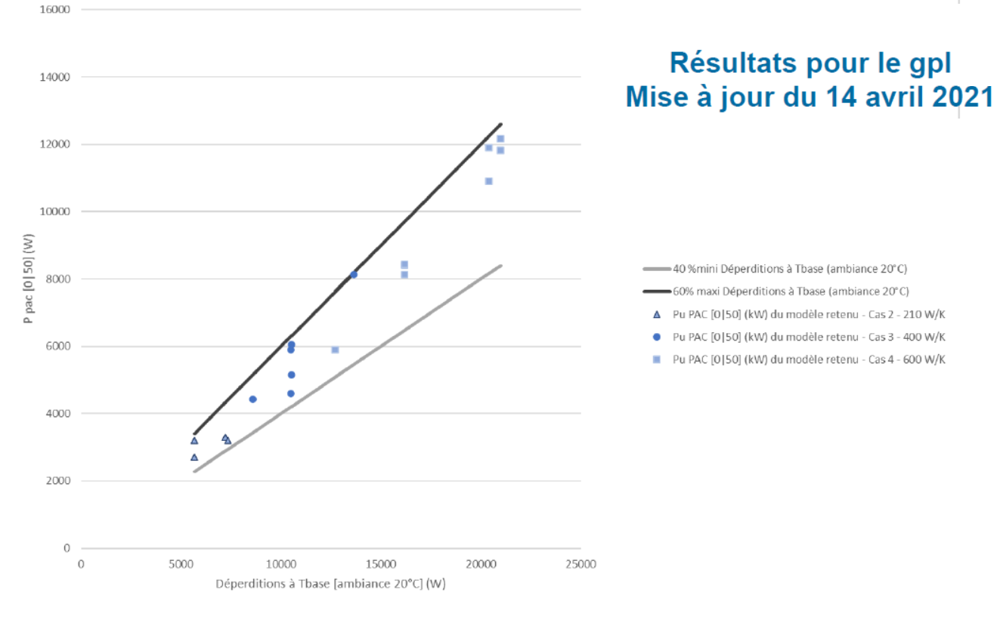 Résultats pour le gpl
Mise à jour du 14 avril 2021
16000
14000
12000
10000
8000
6000
4000
2000
0
P pac [0|50] (W)
0 5000 10000 15000 20000 25000
Déperditions à Tbase [ambiance 20°C] (W)
40 %mini Déperditions à Tbase (ambiance 20°C)
60% maxi Déperditions à Tbase (ambiance 20°C)
Pu PAC [0|50] (kW) du modèle retenu - Cas 2 - 210 W/K
Pu PAC [0|50] (kW) du modèle retenu - Cas 3 - 400 W/K
Pu PAC [0|50] (kW) du modèle retenu - Cas 4 - 600 W/K